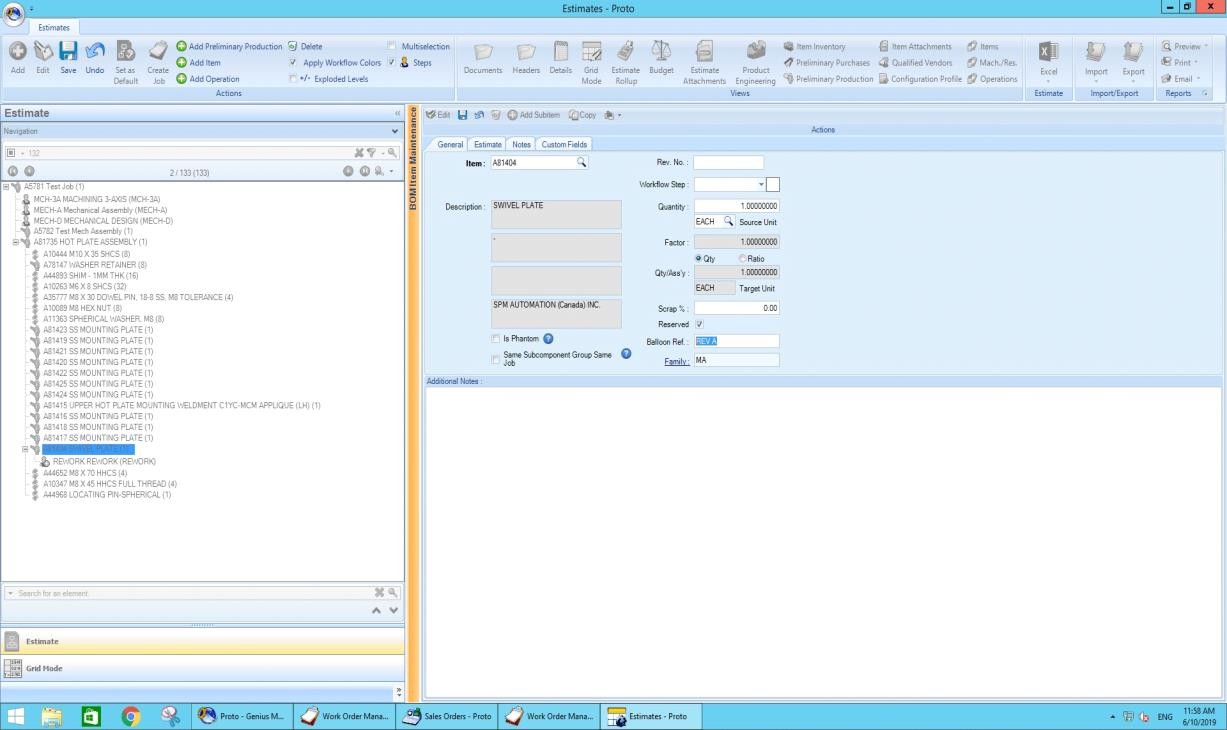 Estimates - Proto
Estimates
Add
Edit
Save
Undo
Set as Default
Create Job
Add Preliminary Production
Add Item
Add Operation
Delete
Apply Workflow Colors
+/- Exploded Levels
Multiselection
Steps
Actions
Documents
Headers
Details
Grid Mode
Estimate Rollup
Budget
Estimate Attachments
Product Engineering
Item Inventory
Preliminary Purchases
Preliminary Production
Item Attachments
Qualified Vendors
Configuration Profile
Items
Mach./Res.
Operations
Views
Excel
Estimate
Import
Export
Import/Export
Preview
Print
Email
Reports
Estimate
Navigation
132
2 / 133 (133)
A5781 Test Job (1)
MCH-3A MACHINING 3-AXIS (MCH-3A)
MECH-A Mechanical Assembly (MECH-A)
MECH-D MECHANICAL DESIGN (MECH-D)
A5782 Test Mech Assembly (1)
A81735 HOT PLATE ASSEMBLY (1)
A10444 M10 X 35 SHCS (8)
A78147 WASHER RETAINER (8)
A44893 SHIM - 1MM THK (16)
A10263 M6 X 8 SHCS (32)
A35777 M8 X 30 DOWEL PIN, 18-8 SS, M8 TOLERANCE (4)
A10089 M8 HEX NUT (8)
A11363 SPHERICAL WASHER. M8 (8)
A81423 SS MOUNTING PLATE (1)
A81419 SS MOUNTING PLATE (1)
A81421 SS MOUNTING PLATE (1)
A81420 SS MOUNTING PLATE (1)
A81422 SS MOUNTING PLATE (1)
A81425 SS MOUNTING PLATE (1)
A81424 SS MOUNTING PLATE (1)
A81415 UPPER HOT PLATE MOUNTING WELDMENT C1YC-MCM APPLIQUE (LH) (1)
A81416 SS MOUNTING PLATE (1)
A81418 SS MOUNTING PLATE (1)
A81417 SS MOUNTING PLATE (1)
A81404 SWIVEL PLATE (1)
REWORK REWORK (REWORK)
A44652 M8 X 70 HHCS (4)
A10347 M8 X 45 HHCS FULL THREAD (4)
A44968 LOCATING PIN-SPHERICAL (1)
Search for an element.
Estimate
Grid Mode
BOM Item Maintenance
Edit
Add Subitem
Copy
Actions
General
Estimate
Notes
Custom Fields
Item : A81404
Rev. No. :
Workflow Step :
Description : SWIVEL PLATE
Quantity : 1.00000000
EACH Source Unit
-
Factor : 1.00000000
Qty
Ratio
Qty/Ass'y : 1.00000000
EACH Target Unit
SPM AUTOMATION (Canada) INC.
Scrap % : 0.00
Reserved
Is Phantom
Balloon Ref. : REV A
Same Subcomponent Group Same Job
Family : MA
Additional Notes :
Proto - Genius M...
Work Order Mana...
Sales Orders - Proto
Work Order Mana...
Estimates - Proto
ENG
11:58 AM
6/10/2019